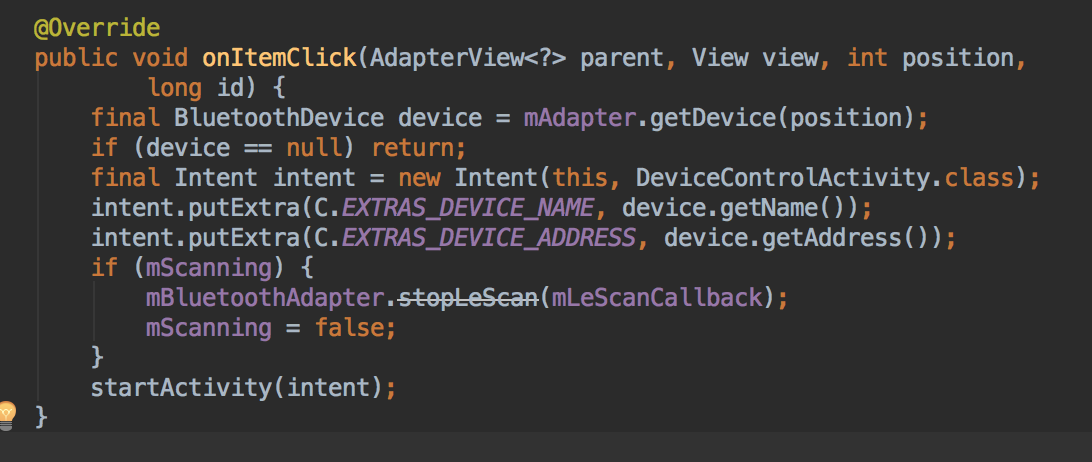 @Override
public void onItemClick(AdapterView<?> parent, View view, int position,
        long id) {
    final BluetoothDevice device = mAdapter.getDevice(position);
    if (device == null) return;
    final Intent intent = new Intent(this, DeviceControlActivity.class);
    intent.putExtra(C.EXTRAS_DEVICE_NAME, device.getName());
    intent.putExtra(C.EXTRAS_DEVICE_ADDRESS, device.getAddress());
    if (mScanning) {
        mBluetoothAdapter.stopLeScan(mLeScanCallback);
        mScanning = false;
    }
    startActivity(intent);
}